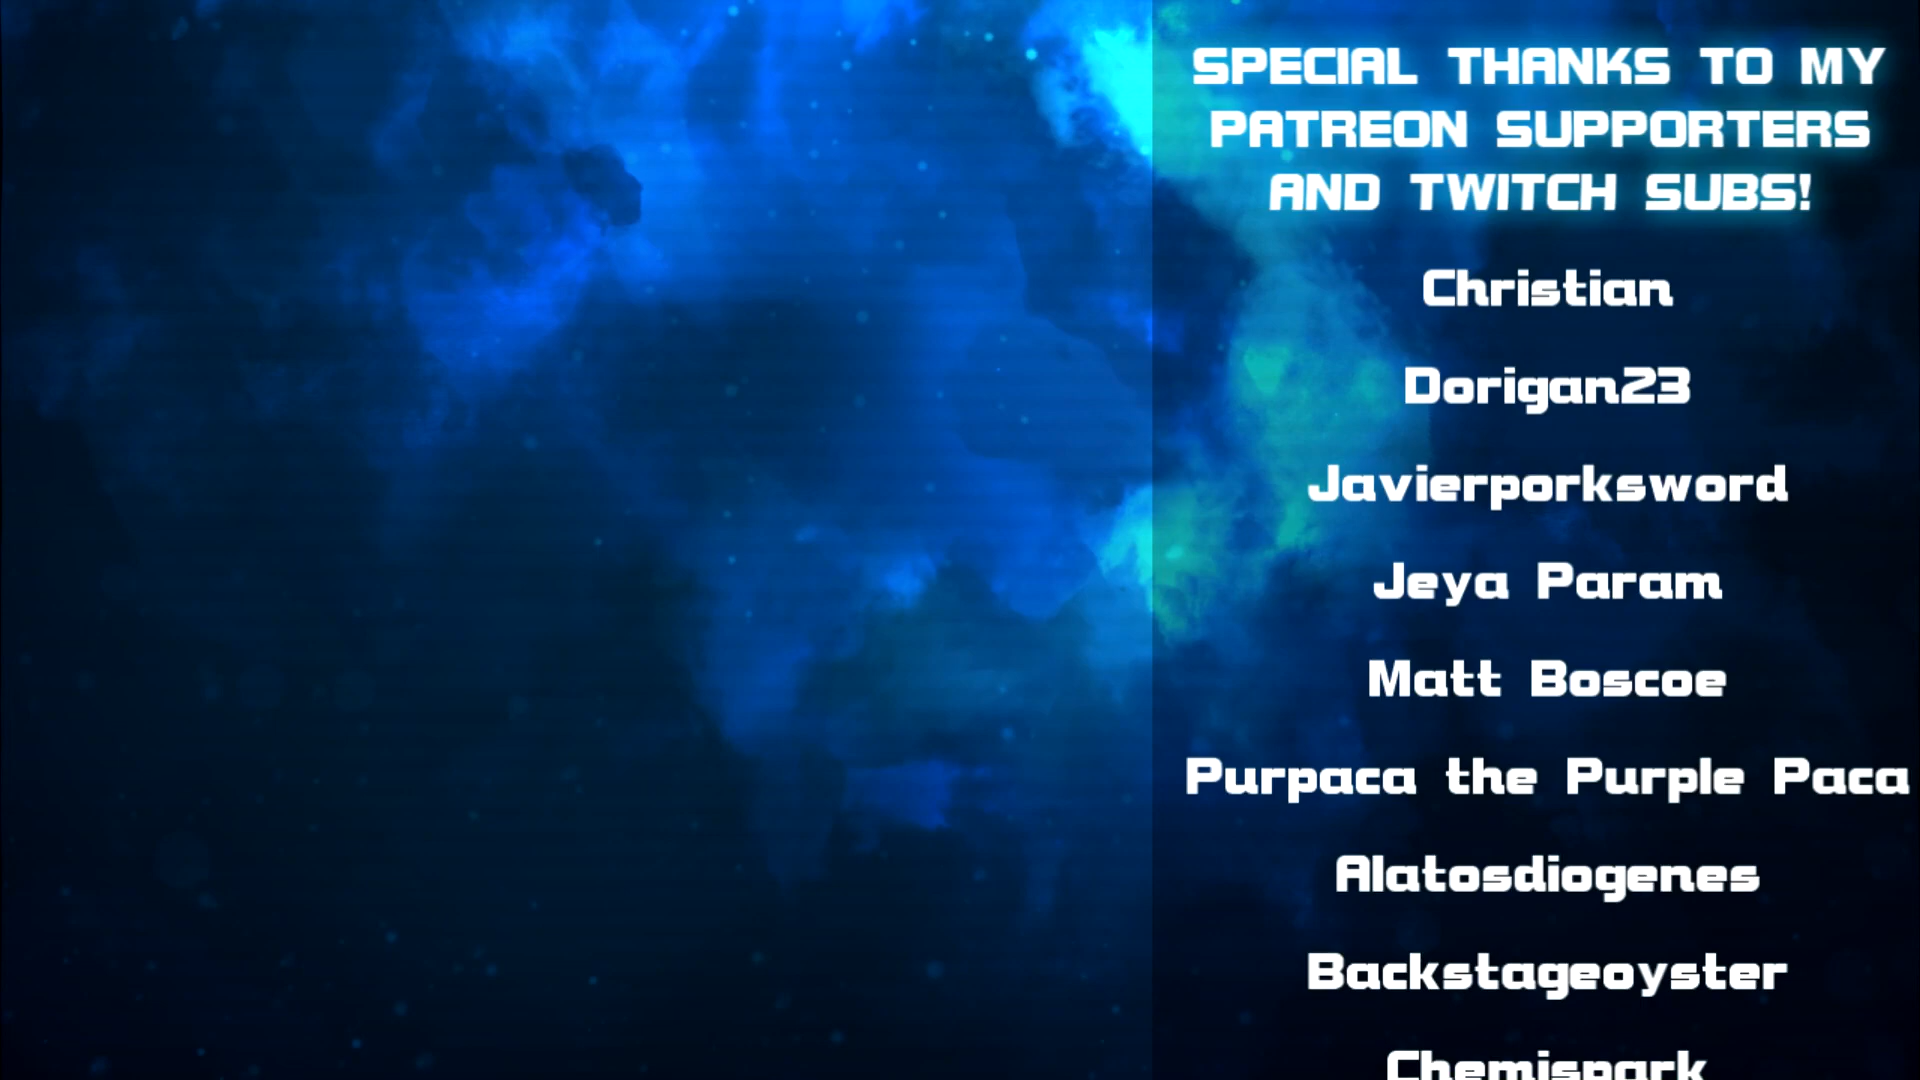 SPECIAL THANKS TO MY
PATREON SUPPORTERS
AND TWITCH SUBS!
Christian
Dorigan23
Javierporksword
Jeya Param
Matt Boscoe
Purpaca the Purple Paca
Alatosdiogenes
Backstageoyster
Chemispark